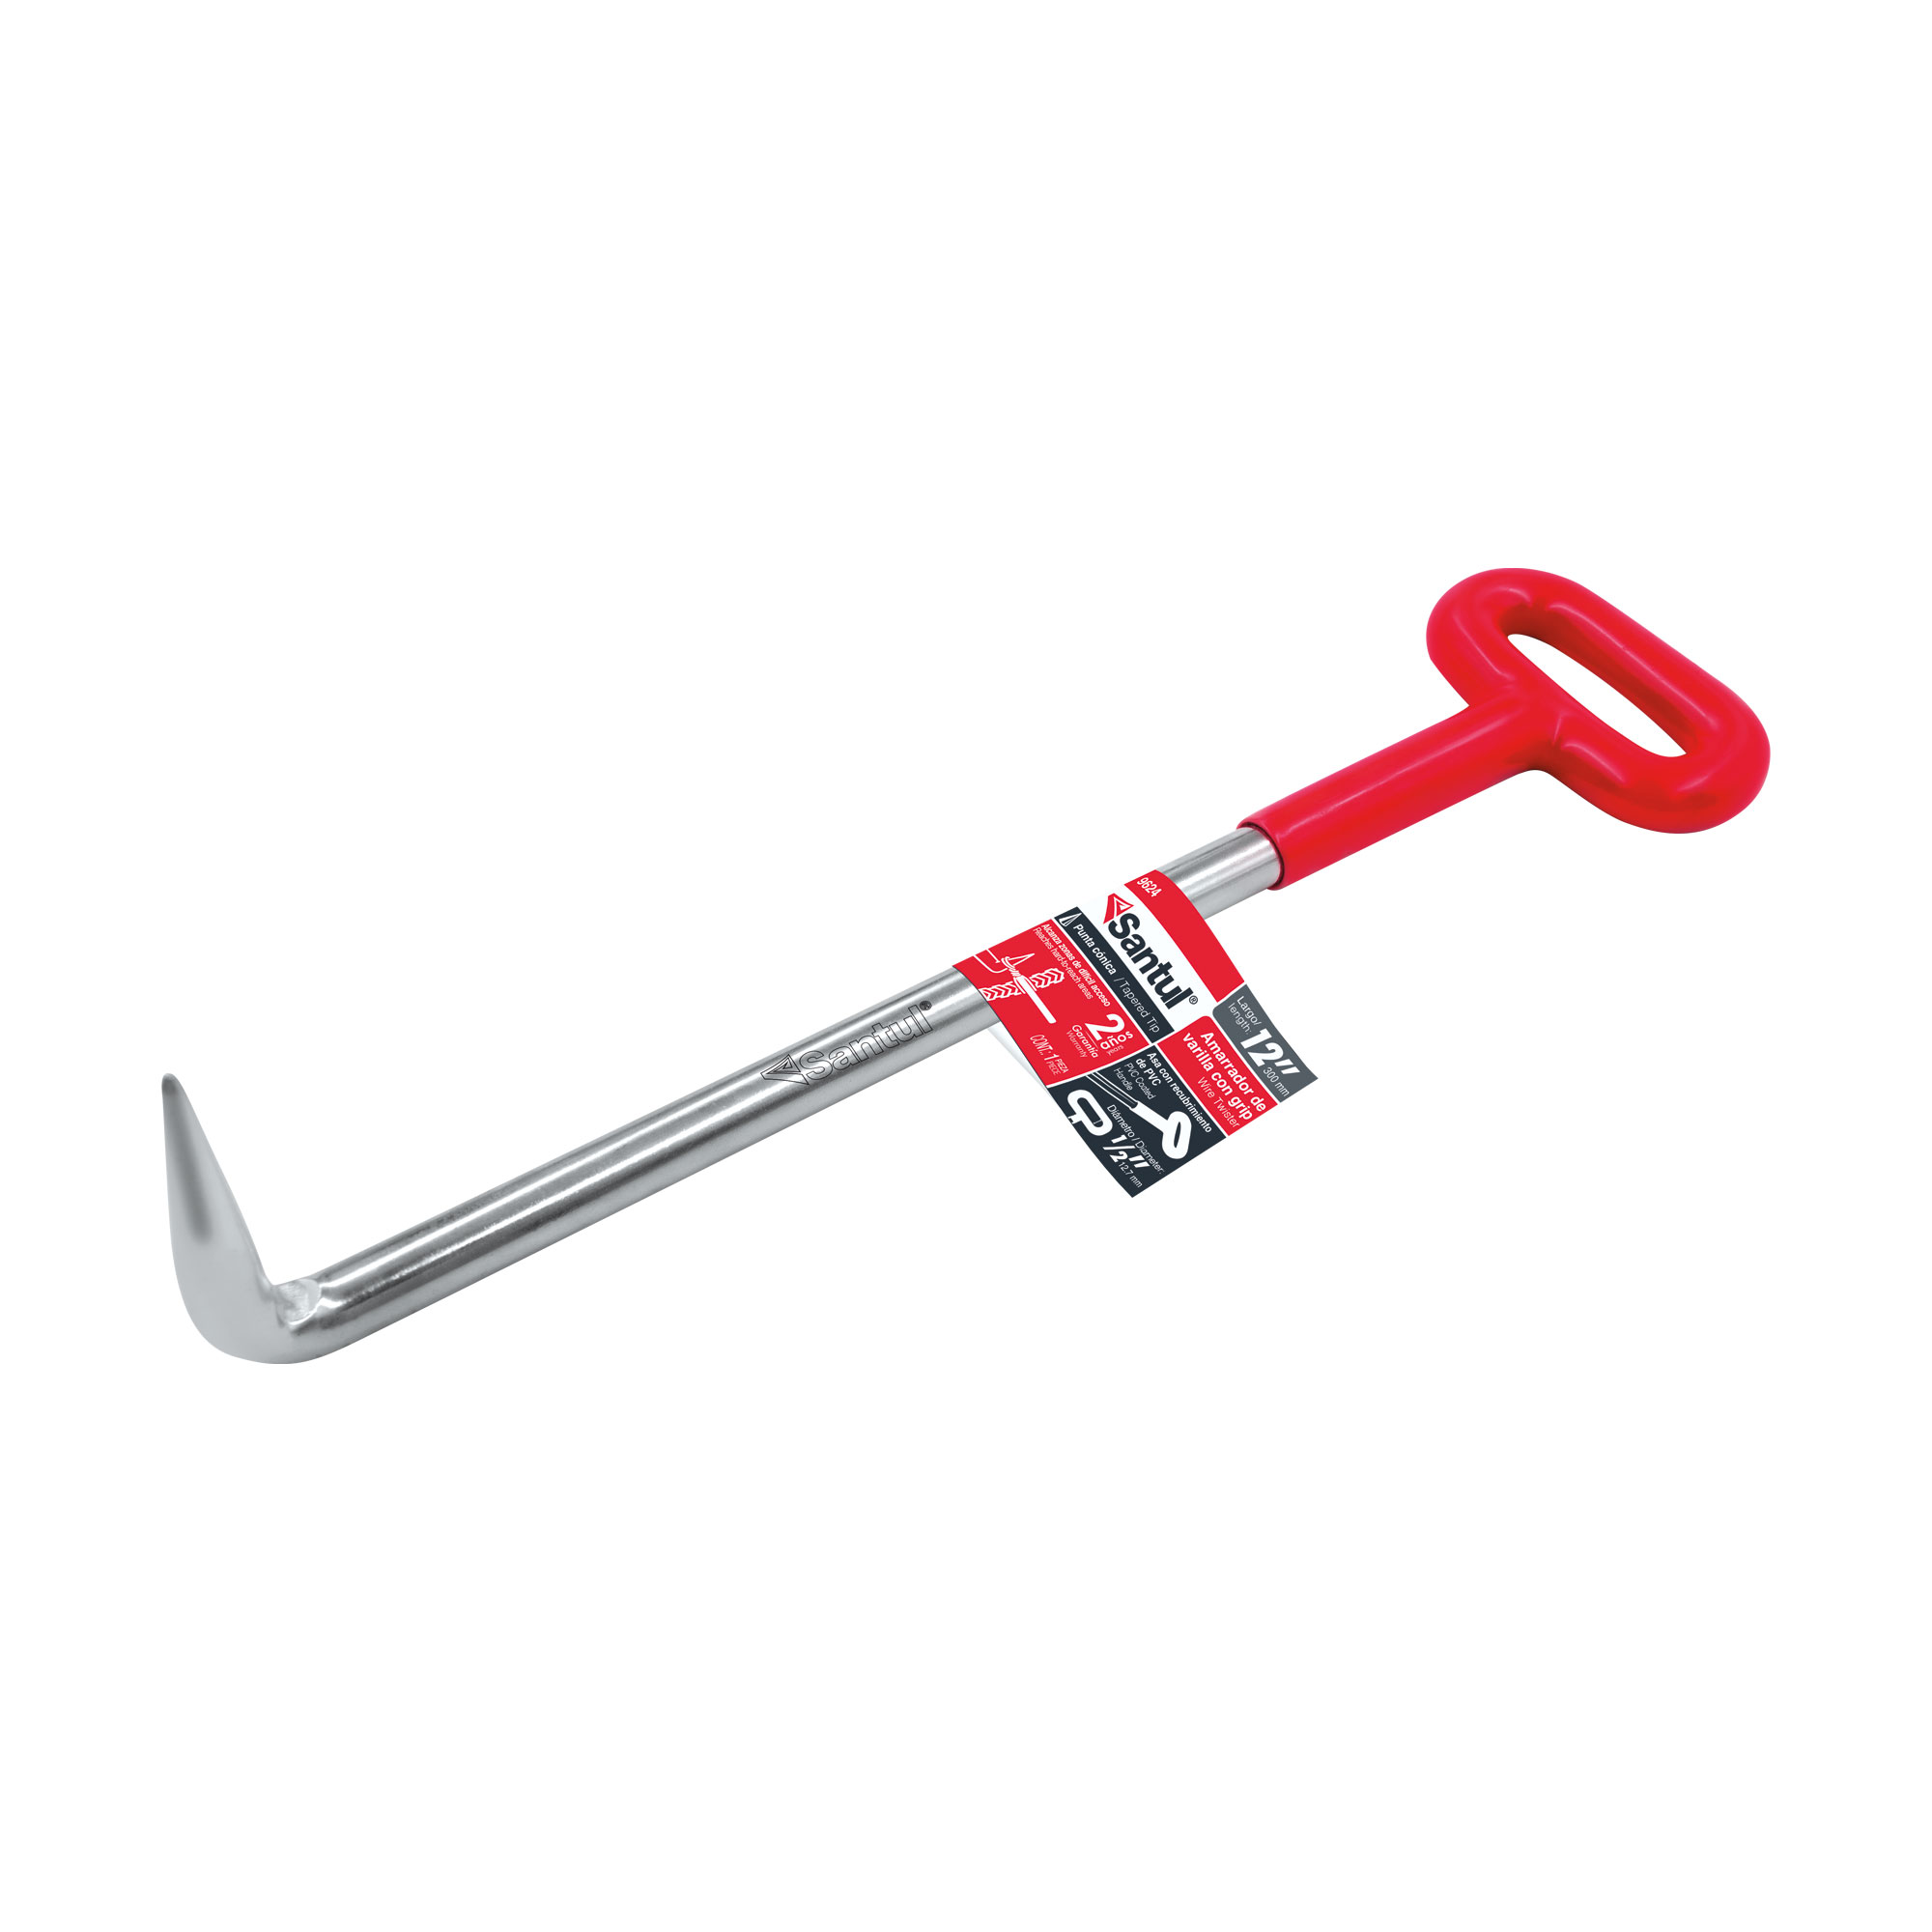 9624
Santul®
Largo/
length:
12"
300 mm
Amarrador de
varilla con grip
Wire Twister
Punta cónica / Tapered Tip
Asa con recubrimiento
de PVC
PVC Coated
Handle
Alcanza zonas de difícil acceso
Reaches hard-to-reach areas
2 años
years
Garantía
Warranty
CONT. 1 PIEZA
PIECE
Diámetro / Diameter:
1/2"
12.7 mm
Santul®